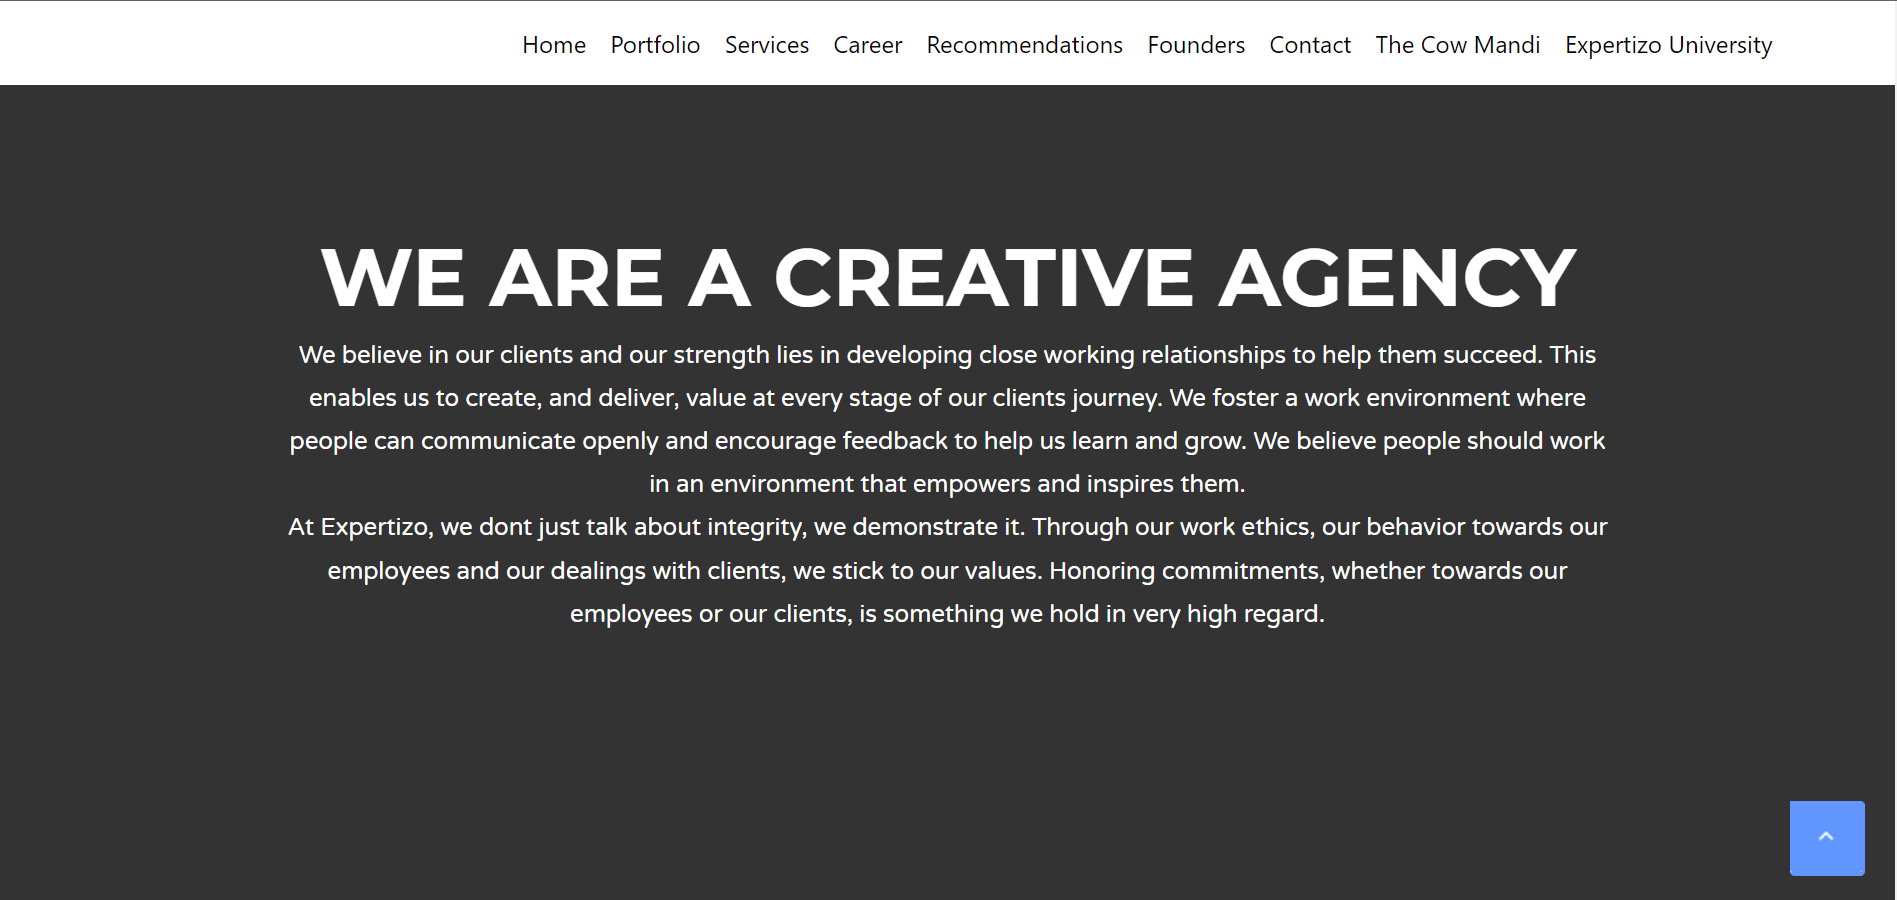 Home Portfolio Services Career Recommendations Founders Contact The Cow Mandi Expertizo University
WE ARE A CREATIVE AGENCY
We believe in our clients and our strength lies in developing close working relationships to help them succeed. This
enables us to create, and deliver, value at every stage of our clients journey. We foster a work environment where
people can communicate openly and encourage feedback to help us learn and grow. We believe people should work
in an environment that empowers and inspires them.
At Expertizo, we dont just talk about integrity, we demonstrate it. Through our work ethics, our behavior towards our
employees and our dealings with clients, we stick to our values. Honoring commitments, whether towards our
employees or our clients, is something we hold in very high regard.